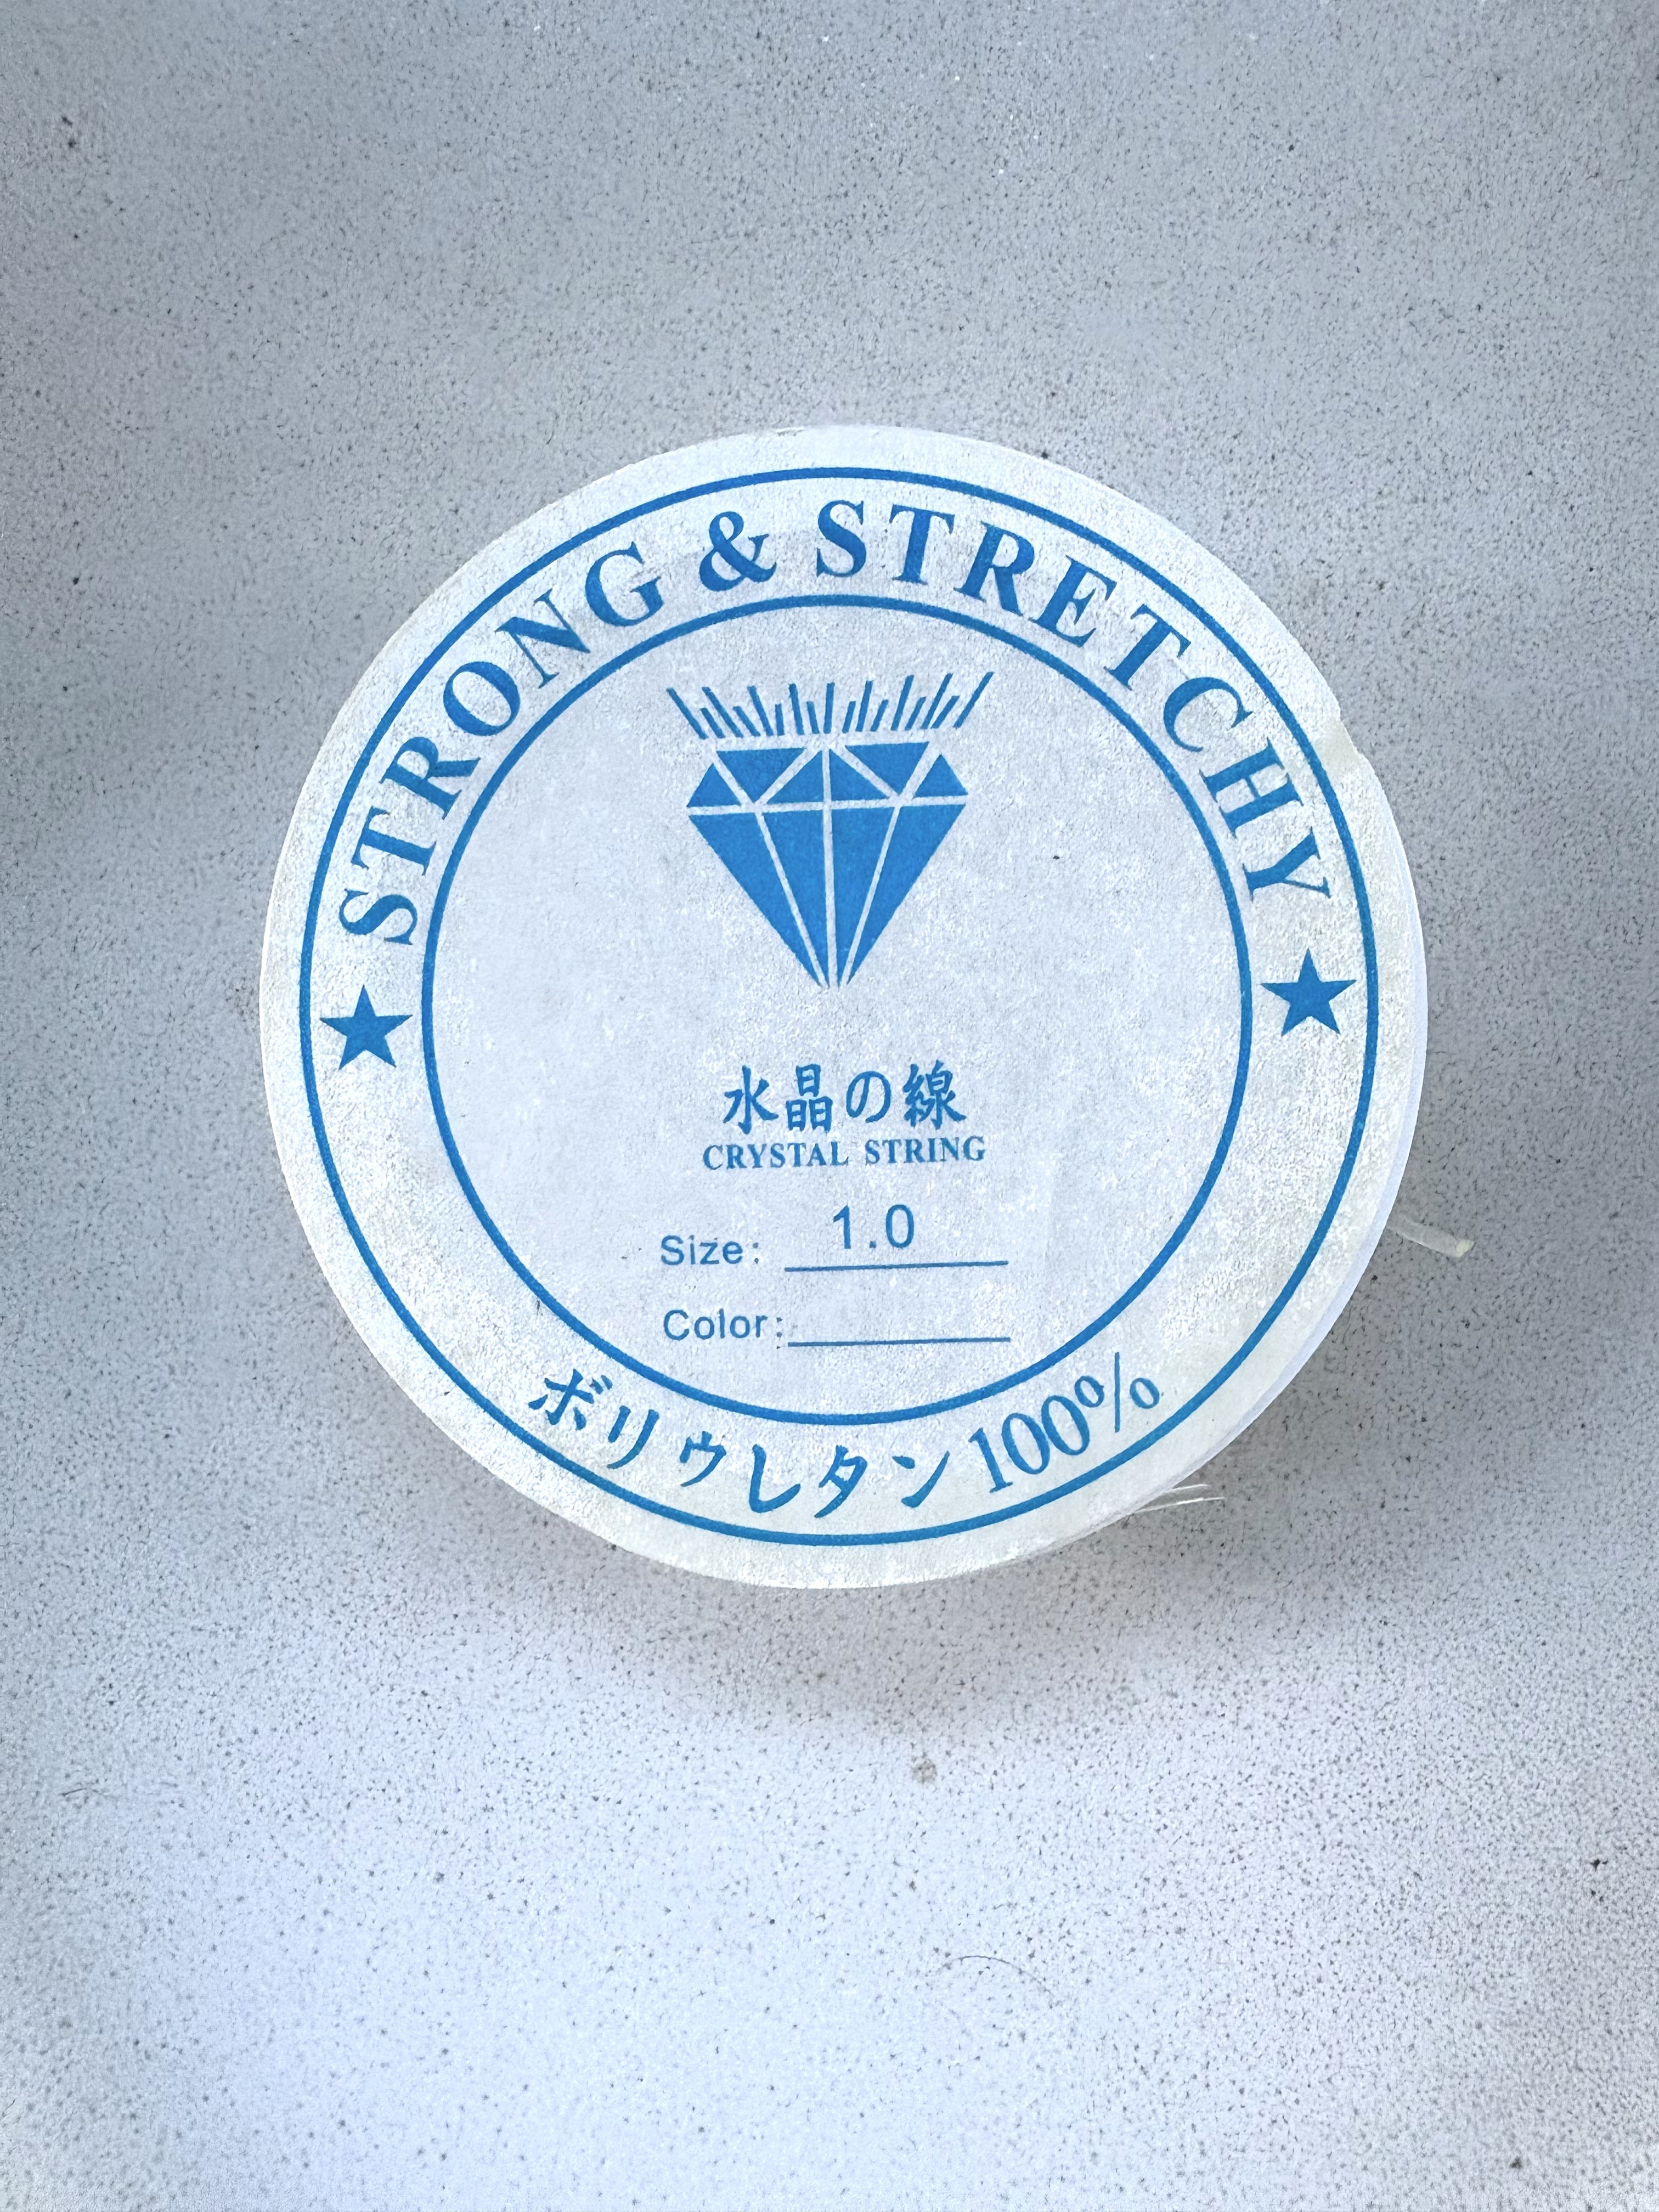 ★ STRONG & STRETCHY ★
水晶の線
CRYSTAL STRING
Size: 1.0
Color:
ボリウレタン100%